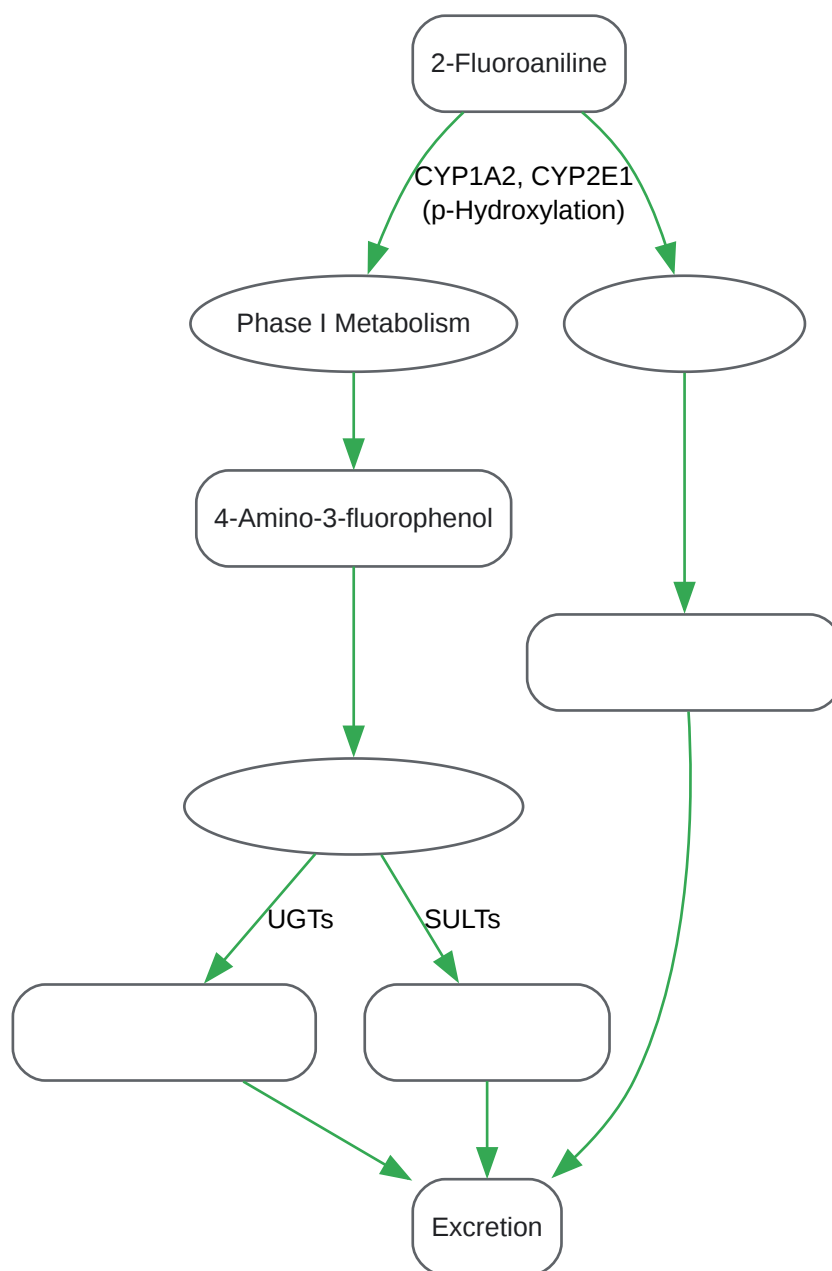 2-Fluoroaniline
CYP1A2, CYP2E1
(p-Hydroxylation)
Phase I Metabolism
4-Amino-3-fluorophenol
UGTs
SULTs
Excretion